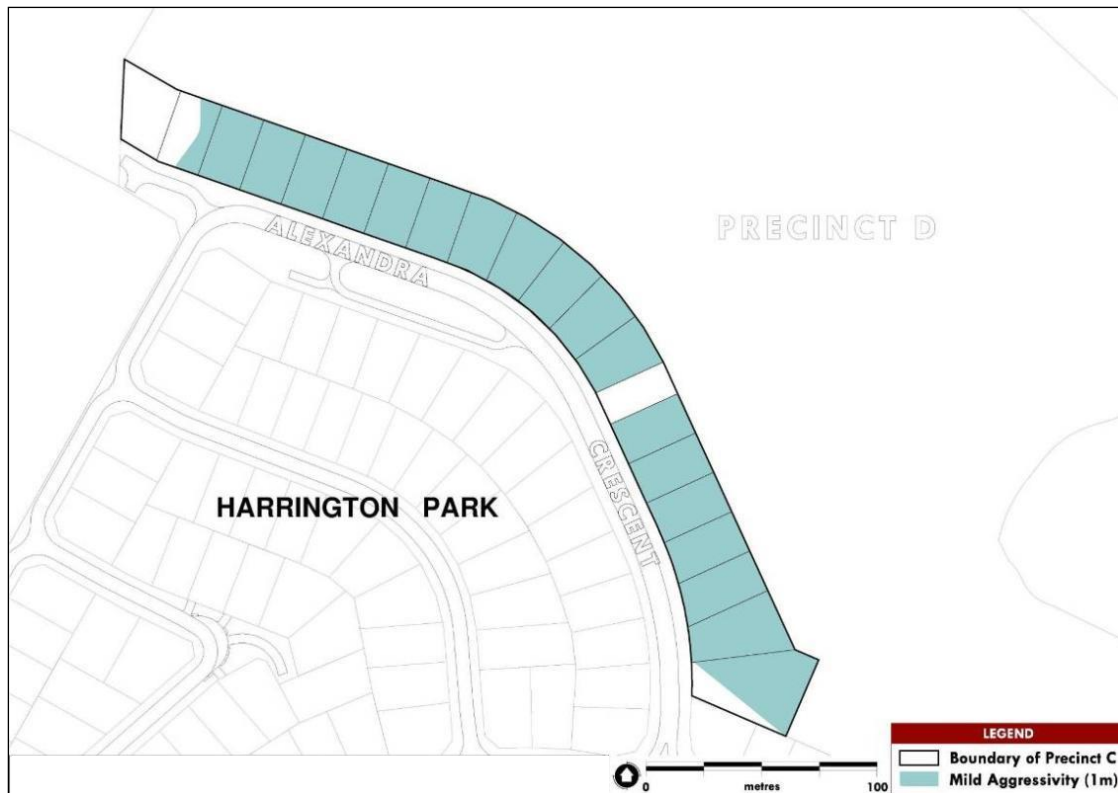 PRECINCT D
ALEXANDRA
CRESCENT
HARRINGTON PARK
LEGEND
Boundary of Precinct C
Mild Aggressivity (1m)
0 metres 100